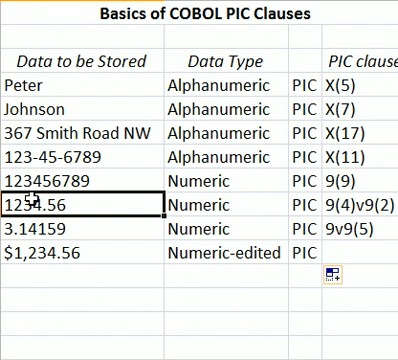 Basics of COBOL PIC Clauses
Data to be Stored Data Type PIC clause
Peter Alphanumeric PIC X(5)
Johnson Alphanumeric PIC X(7)
367 Smith Road NW Alphanumeric PIC X(17)
123-45-6789 Alphanumeric PIC X(11)
123456789 Numeric PIC 9(9)
1234.56 Numeric PIC 9(4)v9(2)
3.14159 Numeric PIC 9v9(5)
$1,234.56 Numeric-edited PIC